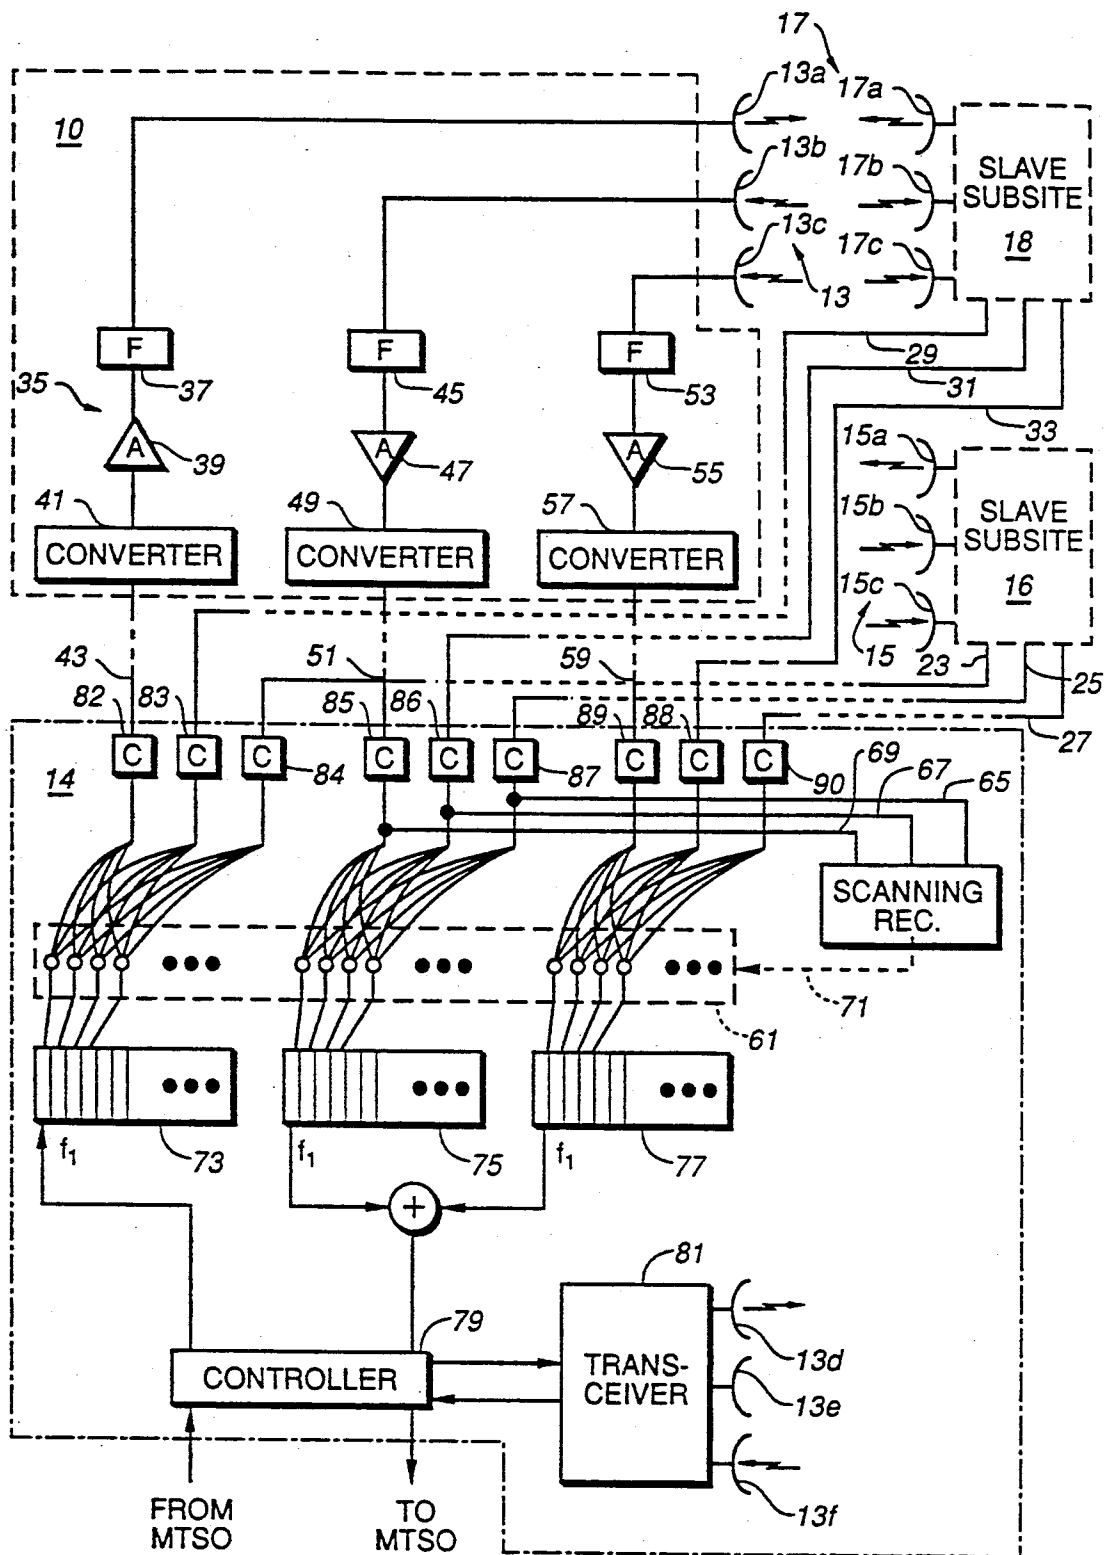 17
10
13a
17a
13b
17b
13c
17c
13
SLAVE
SUBSITE
18
29
31
33
F
37
F
45
F
53
35
A
39
A
47
A
55
41
CONVERTER
49
CONVERTER
57
CONVERTER
15a
15b
15c
15
SLAVE
SUBSITE
16
23
25
27
43
51
59
82
83
85
86
89
88
C
C
C
C
C
C
C
C
C
84
87
90
14
69
67
65
SCANNING
REC.
71
61
f1
73
f1
75
f1
77
+
79
CONTROLLER
81
TRANS-
CEIVER
13d
13e
13f
FROM
MTSO
TO
MTSO